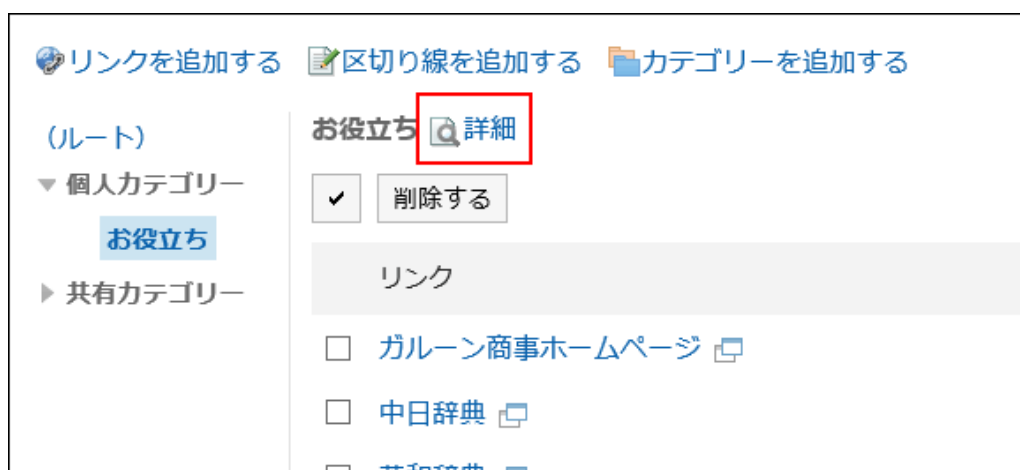 リンクを追加する 区切り線を追加する カテゴリーを追加する
（ルート）
個人カテゴリー
お役立ち
共有カテゴリー
お役立ち 詳細
削除する
リンク
ガルーン商事ホームページ
中日辞典